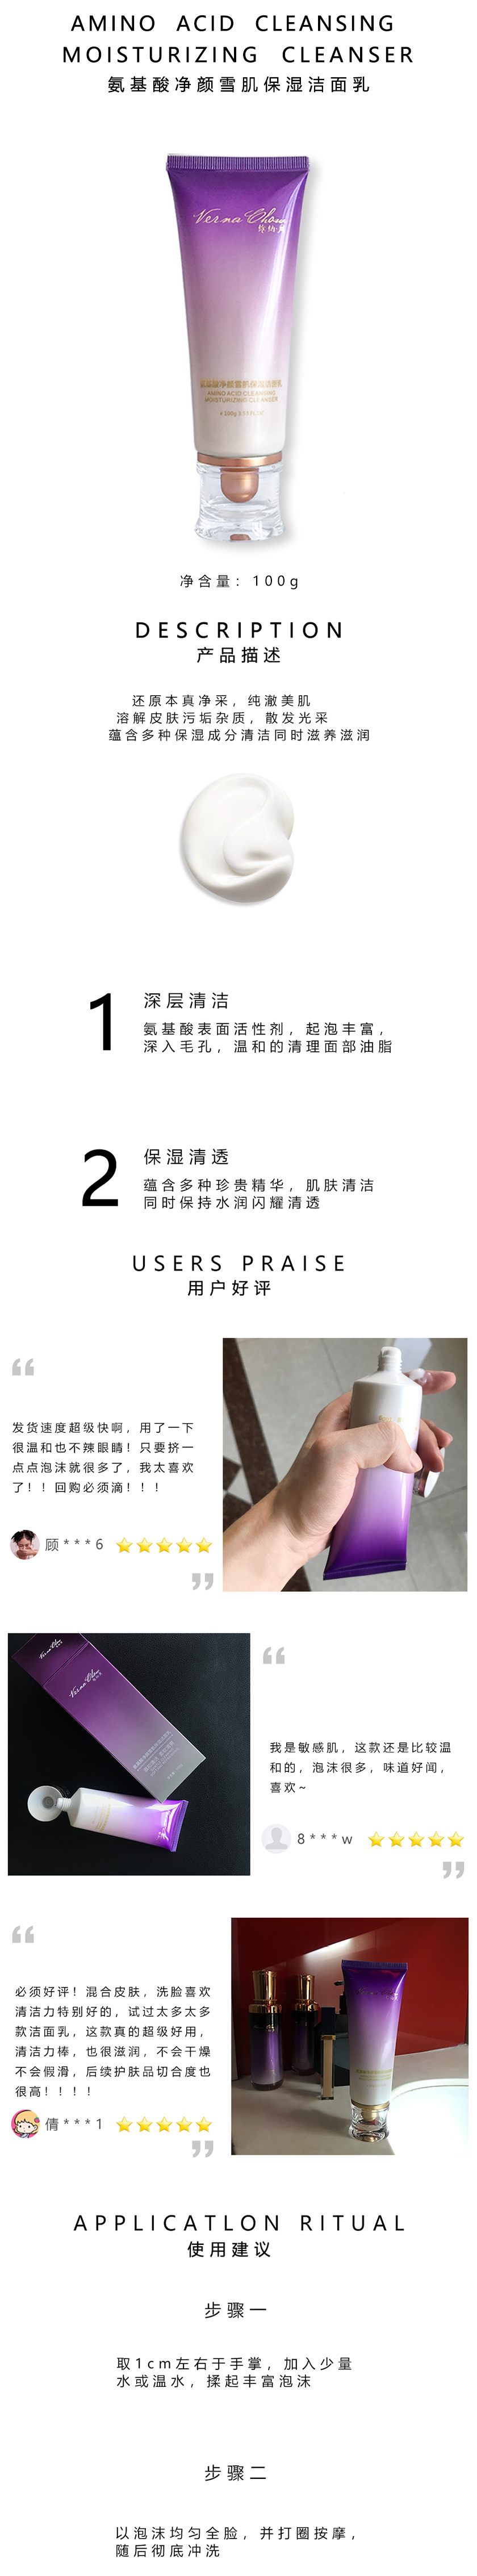 AMINO ACID CLEANSING
MOISTURIZING CLEANSER
氨基酸净颜雪肌保湿洁面乳
Verna Chow
AMINO ACID CLEANSING
MOISTURIZING CLEANSER
净含量：100g
DESCRIPTION
产品描述
还原本真净采，纯澈美肌
溶解皮肤污垢杂质，散发光采
蕴含多种保湿成分清洁同时滋养滋润
1
深层清洁
氨基酸表面活性剂，起泡丰富，
深入毛孔，温和的清理面部油脂
2
保湿清透
蕴含多种珍贵精华，肌肤清洁
同时保持水润闪耀清透
USERS PRAISE
用户好评
发货速度超级快啊，用了一下
很温和也不辣眼睛！只要挤一
点点泡沫就很多了，我太喜欢
了！！回购必须滴！！！
顾***6
Verna Chow
我是敏感肌，这款还是比较温
和的，泡沫很多，味道好闻，
喜欢~
8***w
必须好评！混合皮肤，洗脸喜欢
清洁力特别好的，试过太多太多
款洁面乳，这款真的超级好用，
清洁力棒，也很滋润，不会干燥
不会假滑，后续护肤品切合度也
很高！！！！
倩***1
APPLICATLON RITUAL
使用建议
步骤一
取1cm左右于手掌，加入少量
水或温水，揉起丰富泡沫
步骤二
以泡沫均匀全脸，并打圈按摩，
随后彻底冲洗